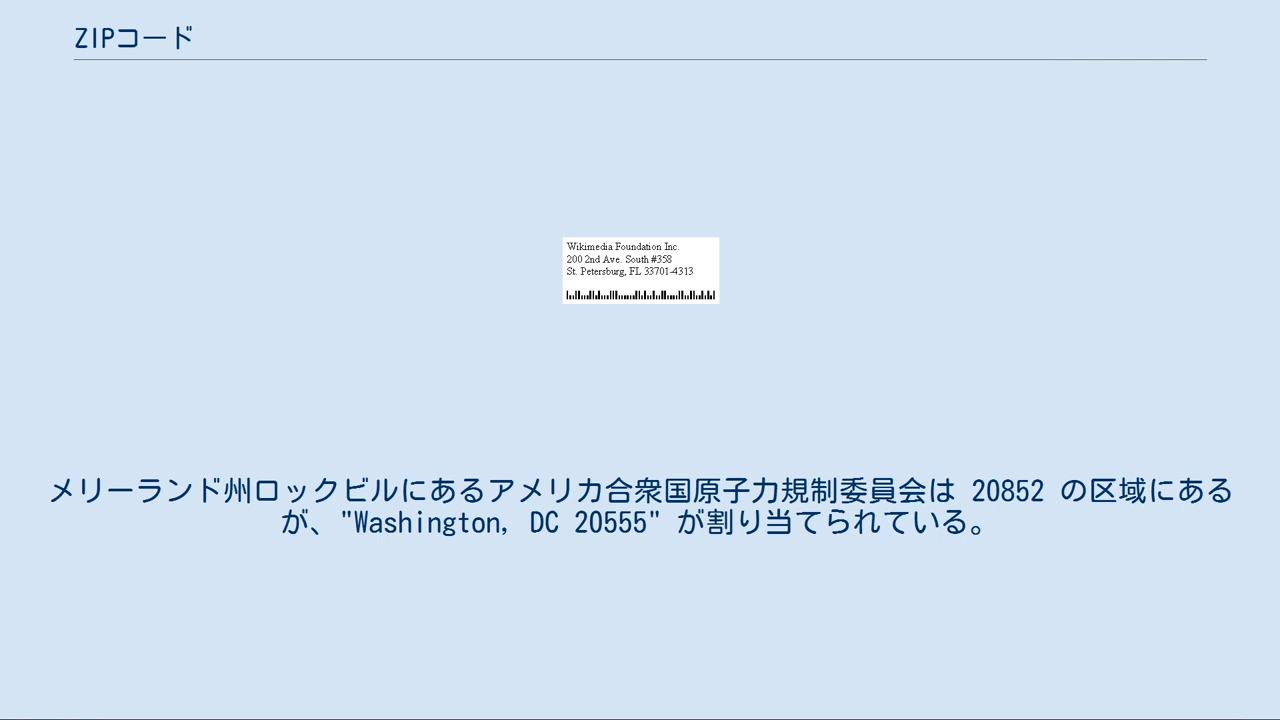 ZIPコード
Wikimedia Foundation Inc.
200 2nd Ave. South #358
St. Petersburg, FL 33701-4313
メリーランド州ロックビルにあるアメリカ合衆国原子力規制委員会は 20852 の区域にある
が、"Washington, DC 20555" が割り当てられている。